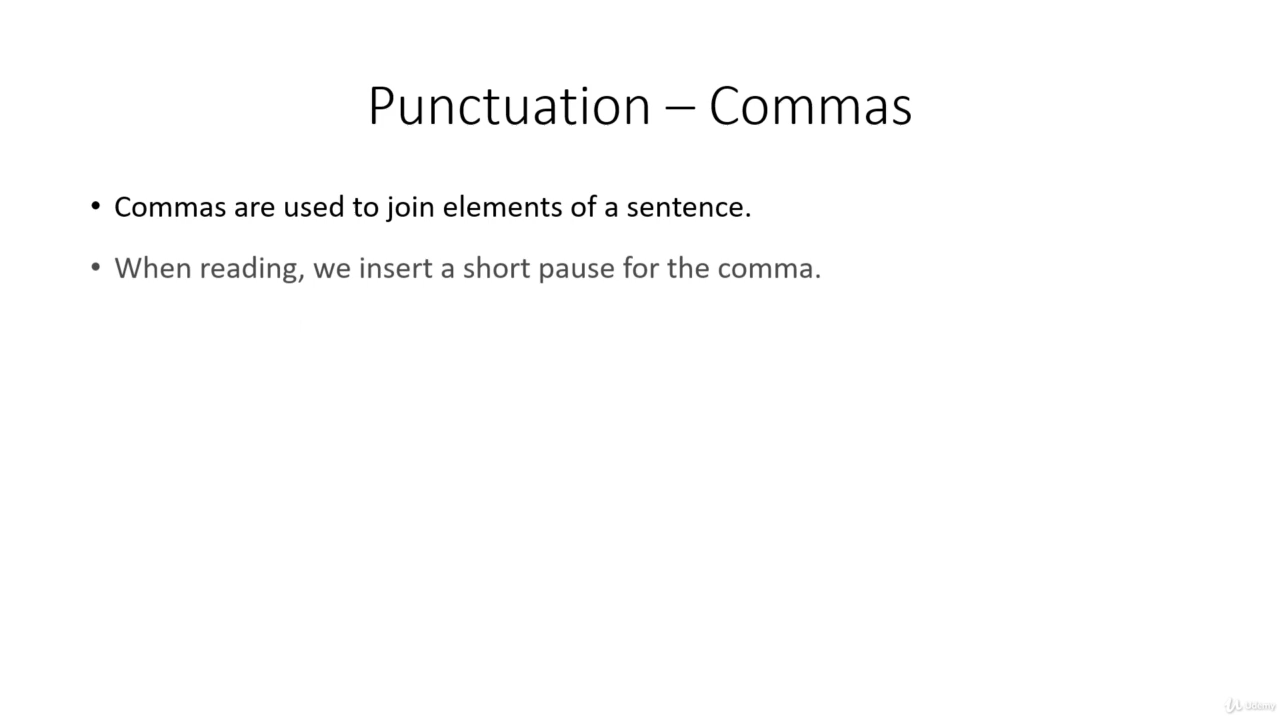 Punctuation – Commas
• Commas are used to join elements of a sentence.
• When reading, we insert a short pause for the comma.
Udemy